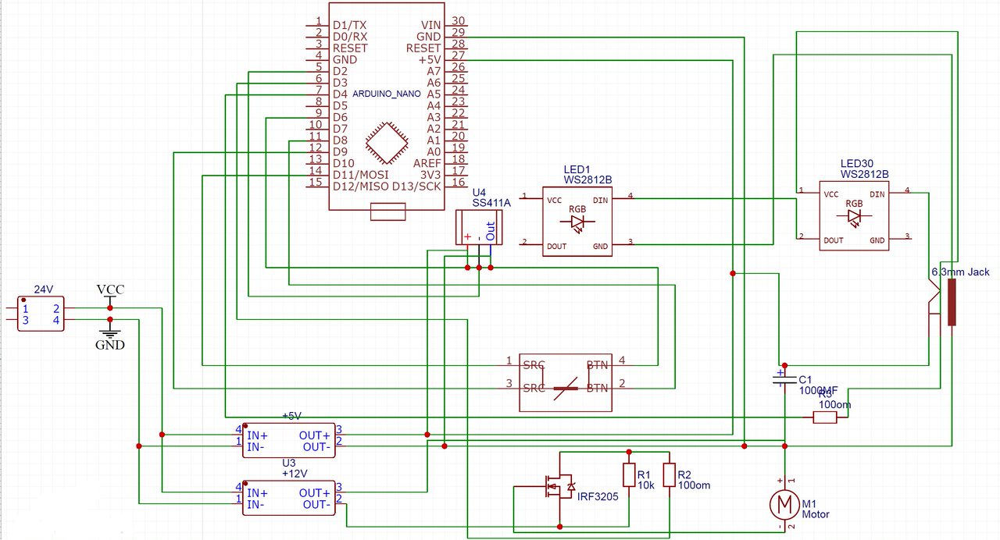 1 D1/TX VIN 30
2 D0/RX GND 29
3 RESET RESET 28
4 GND +5V 27
5 D2 A7 26
6 D3 A6 25
7 D4 ARDUINO_NANO A5 24
8 D5 A4 23
9 D6 A3 22
10 D7 A2 21
11 D8 A1 20
12 D9 A0 19
13 D10 AREF 18
14 D11/MOSI 3V3 17
15 D12/MISO D13/SCK 16
U4
SS411A
+ - Out
LED1
WS2812B
1 VCC DIN 4
RGB
2 DOUT GND 3
LED30
WS2812B
1 VCC DIN 4
RGB
2 DOUT GND 3
6.3mm Jack
24V
1 2
3 4
VCC
GND
1 SRC BTN 4
3 SRC BTN 2
+
-
C1
1000MF
R3
100om
+5V
4 IN+ OUT+ 3
1 IN- OUT- 2
U3
+12V
4 IN+ OUT+ 3
1 IN- OUT- 2
IRF3205
R1
10k
R2
100om
+ 1
M
M1
Motor
- 2